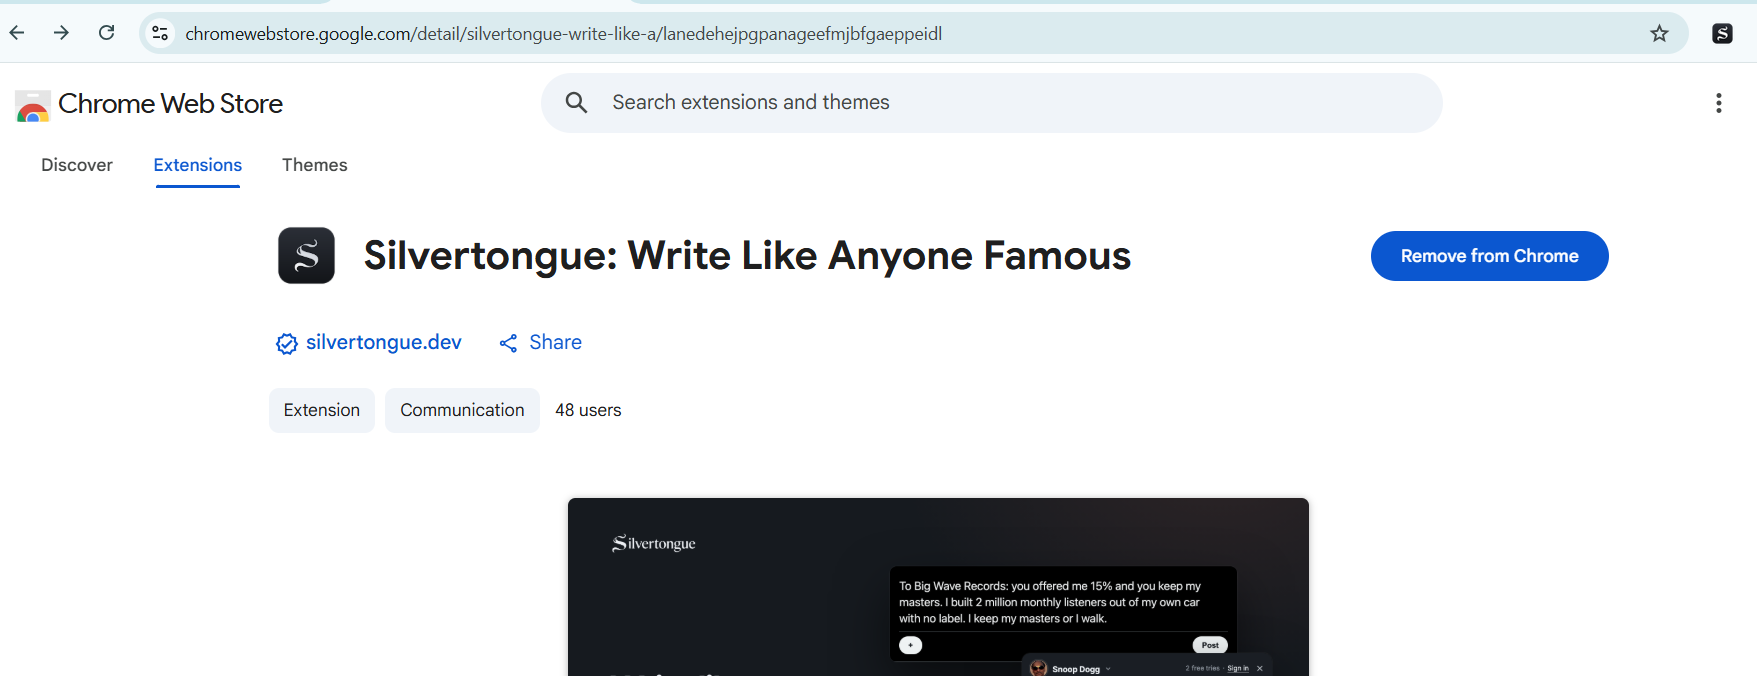 chromewebstore.google.com/detail/silvertongue-write-like-a/lanedehejpgpanageefmjbfgaeppeidl
Chrome Web Store
Search extensions and themes
Discover
Extensions
Themes
Silvertongue: Write Like Anyone Famous
Remove from Chrome
silvertongue.dev
Share
Extension
Communication
48 users
Silvertongue
To Big Wave Records: you offered me 15% and you keep my
masters. I built 2 million monthly listeners out of my own car
with no label. I keep my masters or I walk.
+
Post
Snoop Dogg
2 free tries · Sign in ×